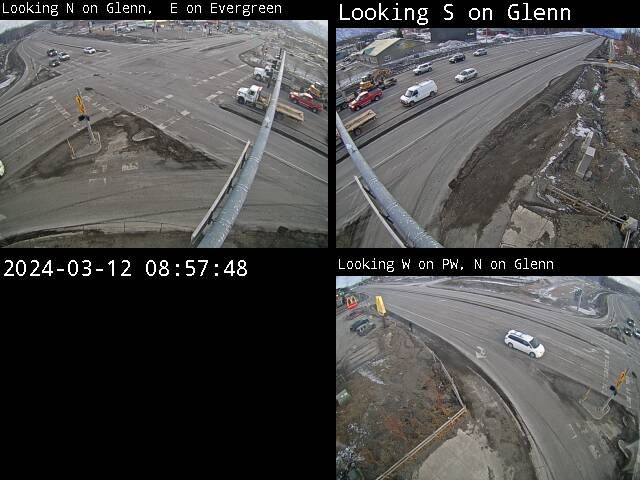 Looking N on Glenn,  E on Evergreen
Looking S on Glenn
2024-03-12 08:57:48
Looking W on PW, N on Glenn